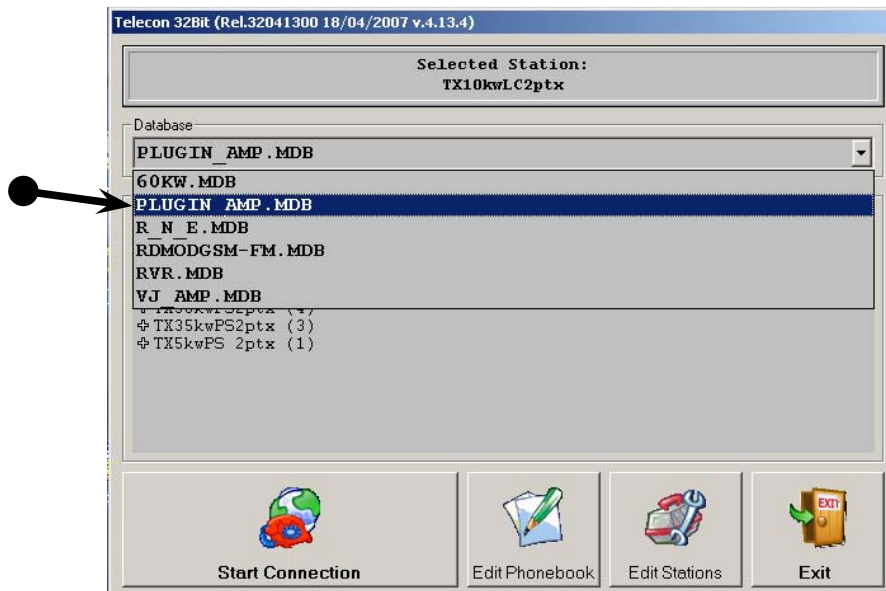 Telecon 32Bit (Rel.32041300 18/04/2007 v.4.13.4)
Selected Station:
TX10kwLC2ptx
Database
PLUGIN_AMP.MDB
60KW.MDB
PLUGIN_AMP.MDB
R_N_E.MDB
RDMODGSM-FM.MDB
RVR.MDB
VJ_AMP.MDB
TX35kwPS2ptx (3)
TX5kwPS 2ptx (1)
Start Connection
Edit Phonebook
Edit Stations
EXIT
Exit